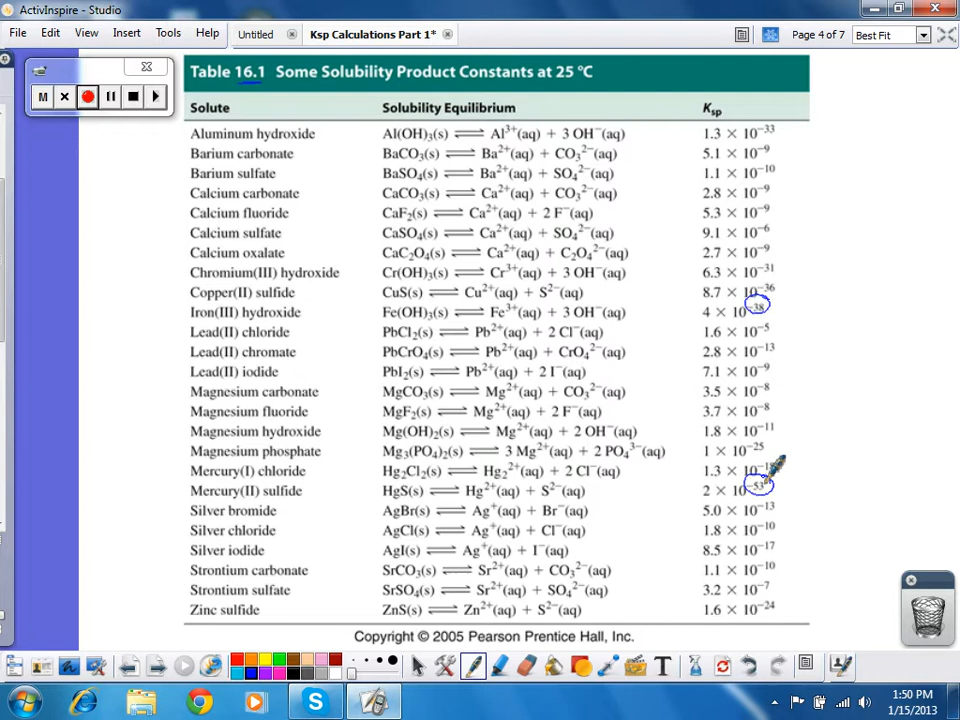 ActivInspire - Studio
File Edit View Insert Tasks Tools Help Untitled Ksp Calculations Part 1* Page 4 of 7 Best Fit
M
Table 16.1 Some Solubility Product Constants at 25 °C
Solute Solubility Equilibrium Ksp
Aluminum hydroxide Al(OH)₃(s) ⇌ Al³⁺(aq) + 3 OH⁻(aq) 1.3 × 10⁻³³
Barium carbonate BaCO₃(s) ⇌ Ba²⁺(aq) + CO₃²⁻(aq) 5.1 × 10⁻⁹
Barium sulfate BaSO₄(s) ⇌ Ba²⁺(aq) + SO₄²⁻(aq) 1.1 × 10⁻¹⁰
Calcium carbonate CaCO₃(s) ⇌ Ca²⁺(aq) + CO₃²⁻(aq) 2.8 × 10⁻⁹
Calcium fluoride CaF₂(s) ⇌ Ca²⁺(aq) + 2 F⁻(aq) 5.3 × 10⁻⁹
Calcium sulfate CaSO₄(s) ⇌ Ca²⁺(aq) + SO₄²⁻(aq) 9.1 × 10⁻⁶
Calcium oxalate CaC₂O₄(s) ⇌ Ca²⁺(aq) + C₂O₄²⁻(aq) 2.7 × 10⁻⁹
Chromium(III) hydroxide Cr(OH)₃(s) ⇌ Cr³⁺(aq) + 3 OH⁻(aq) 6.3 × 10⁻³¹
Copper(II) sulfide CuS(s) ⇌ Cu²⁺(aq) + S²⁻(aq) 8.7 × 10⁻³⁶
Iron(III) hydroxide Fe(OH)₃(s) ⇌ Fe³⁺(aq) + 3 OH⁻(aq) 4 × 10⁻³⁸
Lead(II) chloride PbCl₂(s) ⇌ Pb²⁺(aq) + 2 Cl⁻(aq) 1.6 × 10⁻⁵
Lead(II) chromate PbCrO₄(s) ⇌ Pb²⁺(aq) + CrO₄²⁻(aq) 2.8 × 10⁻¹³
Lead(II) iodide PbI₂(s) ⇌ Pb²⁺(aq) + 2 I⁻(aq) 7.1 × 10⁻⁹
Magnesium carbonate MgCO₃(s) ⇌ Mg²⁺(aq) + CO₃²⁻(aq) 3.5 × 10⁻⁸
Magnesium fluoride MgF₂(s) ⇌ Mg²⁺(aq) + 2 F⁻(aq) 3.7 × 10⁻⁸
Magnesium hydroxide Mg(OH)₂(s) ⇌ Mg²⁺(aq) + 2 OH⁻(aq) 1.8 × 10⁻¹¹
Magnesium phosphate Mg₃(PO₄)₂(s) ⇌ 3 Mg²⁺(aq) + 2 PO₄³⁻(aq) 1 × 10⁻²⁵
Mercury(I) chloride Hg₂Cl₂(s) ⇌ Hg₂²⁺(aq) + 2 Cl⁻(aq) 1.3 ×
Mercury(II) sulfide HgS(s) ⇌ Hg²⁺(aq) + S²⁻(aq) 2 × 10⁻⁵³
Silver bromide AgBr(s) ⇌ Ag⁺(aq) + Br⁻(aq) 5.0 × 10⁻¹³
Silver chloride AgCl(s) ⇌ Ag⁺(aq) + Cl⁻(aq) 1.8 × 10⁻¹⁰
Silver iodide AgI(s) ⇌ Ag⁺(aq) + I⁻(aq) 8.5 × 10⁻¹⁷
Strontium carbonate SrCO₃(s) ⇌ Sr²⁺(aq) + CO₃²⁻(aq) 1.1 × 10⁻¹⁰
Strontium sulfate SrSO₄(s) ⇌ Sr²⁺(aq) + SO₄²⁻(aq) 3.2 × 10⁻⁷
Zinc sulfide ZnS(s) ⇌ Zn²⁺(aq) + S²⁻(aq) 1.6 × 10⁻²⁴
Copyright © 2005 Pearson Prentice Hall, Inc.
1:50 PM
1/15/2013